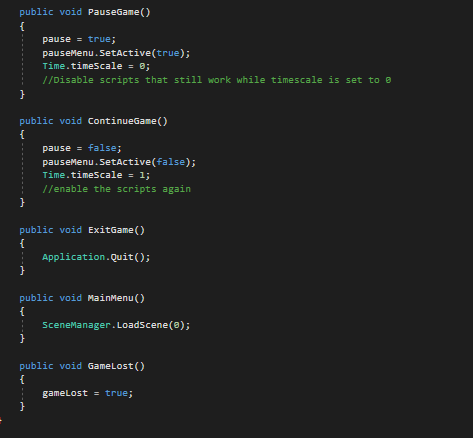 public void PauseGame()
{
pause = true;
pauseMenu.SetActive(true);
Time.timeScale = 0;
//Disable scripts that still work while timescale is set to 0
}
public void ContinueGame()
{
pause = false;
pauseMenu.SetActive(false);
Time.timeScale = 1;
//enable the scripts again
}
public void ExitGame()
{
Application.Quit();
}
public void MainMenu()
{
SceneManager.LoadScene(0);
}
public void GameLost()
{
gameLost = true;
}
}